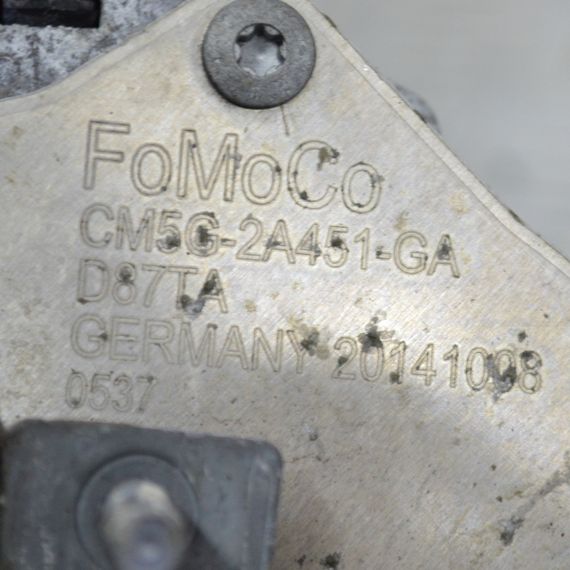 FoMoCo
CM5G-2A451-GA
D87TA
GERMANY 20141008
0537